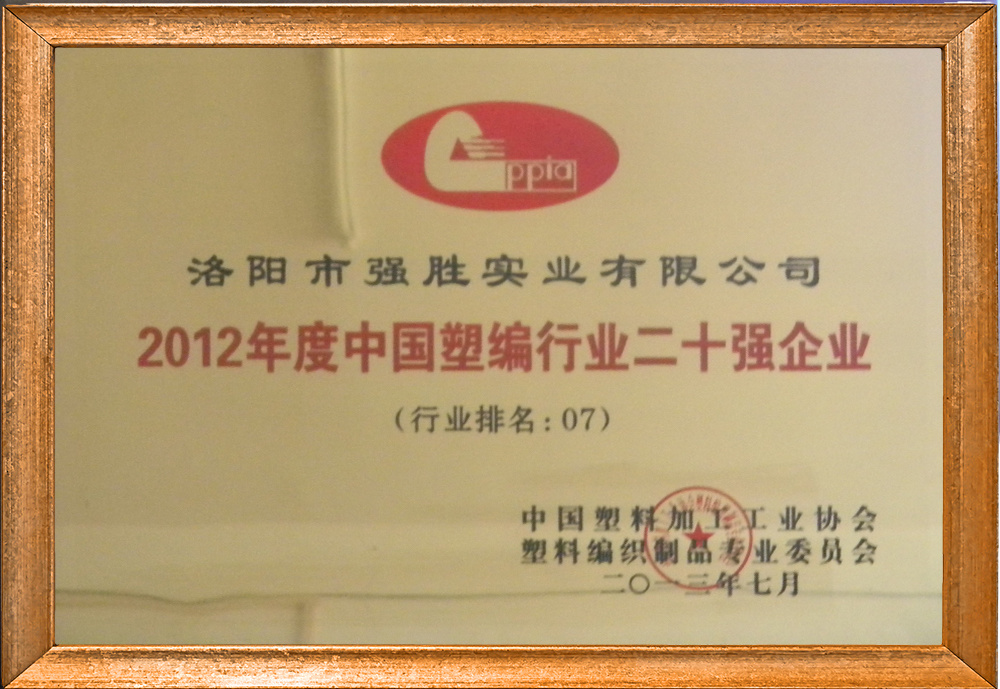 ppia
洛阳市强胜实业有限公司
2012年度中国塑编行业二十强企业
（行业排名：07）
中国塑料加工工业协会
塑料编织制品专业委员会
二〇一三年七月